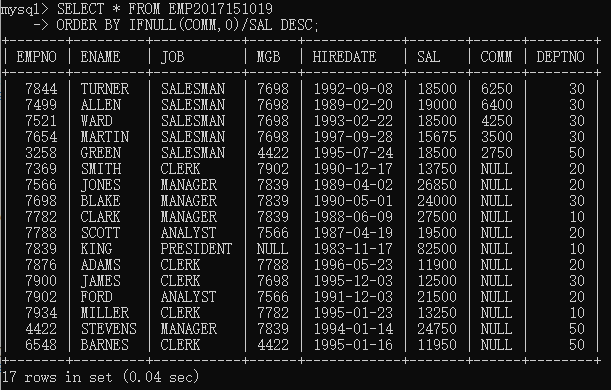 mysql> SELECT * FROM EMP2017151019
    -> ORDER BY IFNULL(COMM,0)/SAL DESC;
+-------+---------+-----------+------+------------+-------+------+--------+
| EMPNO | ENAME   | JOB       | MGB  | HIREDATE   | SAL   | COMM | DEPTNO |
+-------+---------+-----------+------+------------+-------+------+--------+
|  7844 | TURNER  | SALESMAN  | 7698 | 1992-09-08 | 18500 | 6250 |     30 |
|  7499 | ALLEN   | SALESMAN  | 7698 | 1989-02-20 | 19000 | 6400 |     30 |
|  7521 | WARD    | SALESMAN  | 7698 | 1993-02-22 | 18500 | 4250 |     30 |
|  7654 | MARTIN  | SALESMAN  | 7698 | 1997-09-28 | 15675 | 3500 |     30 |
|  3258 | GREEN   | SALESMAN  | 4422 | 1995-07-24 | 18500 | 2750 |     50 |
|  7369 | SMITH   | CLERK     | 7902 | 1990-12-17 | 13750 | NULL |     20 |
|  7566 | JONES   | MANAGER   | 7839 | 1989-04-02 | 26850 | NULL |     20 |
|  7698 | BLAKE   | MANAGER   | 7839 | 1990-05-01 | 24000 | NULL |     30 |
|  7782 | CLARK   | MANAGER   | 7839 | 1988-06-09 | 27500 | NULL |     10 |
|  7788 | SCOTT   | ANALYST   | 7566 | 1987-04-19 | 19500 | NULL |     20 |
|  7839 | KING    | PRESIDENT | NULL | 1983-11-17 | 82500 | NULL |     10 |
|  7876 | ADAMS   | CLERK     | 7788 | 1996-05-23 | 11900 | NULL |     20 |
|  7900 | JAMES   | CLERK     | 7698 | 1995-12-03 | 12500 | NULL |     30 |
|  7902 | FORD    | ANALYST   | 7566 | 1991-12-03 | 21500 | NULL |     20 |
|  7934 | MILLER  | CLERK     | 7782 | 1995-01-23 | 13250 | NULL |     10 |
|  4422 | STEVENS | MANAGER   | 7839 | 1994-01-14 | 24750 | NULL |     50 |
|  6548 | BARNES  | CLERK     | 4422 | 1995-01-16 | 11950 | NULL |     50 |
+-------+---------+-----------+------+------------+-------+------+--------+
17 rows in set (0.04 sec)